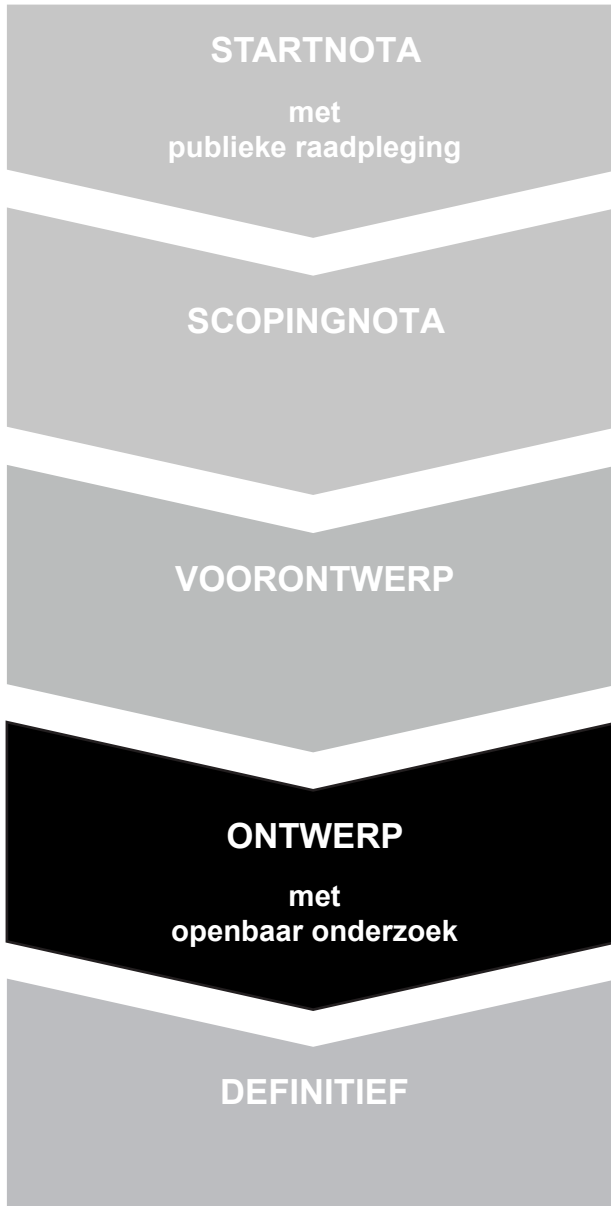 STARTNOTA
met
publieke raadpleging
SCOPINGNOTA
VOORONTWERP
ONTWERP
met
openbaar onderzoek
DEFINITIEF